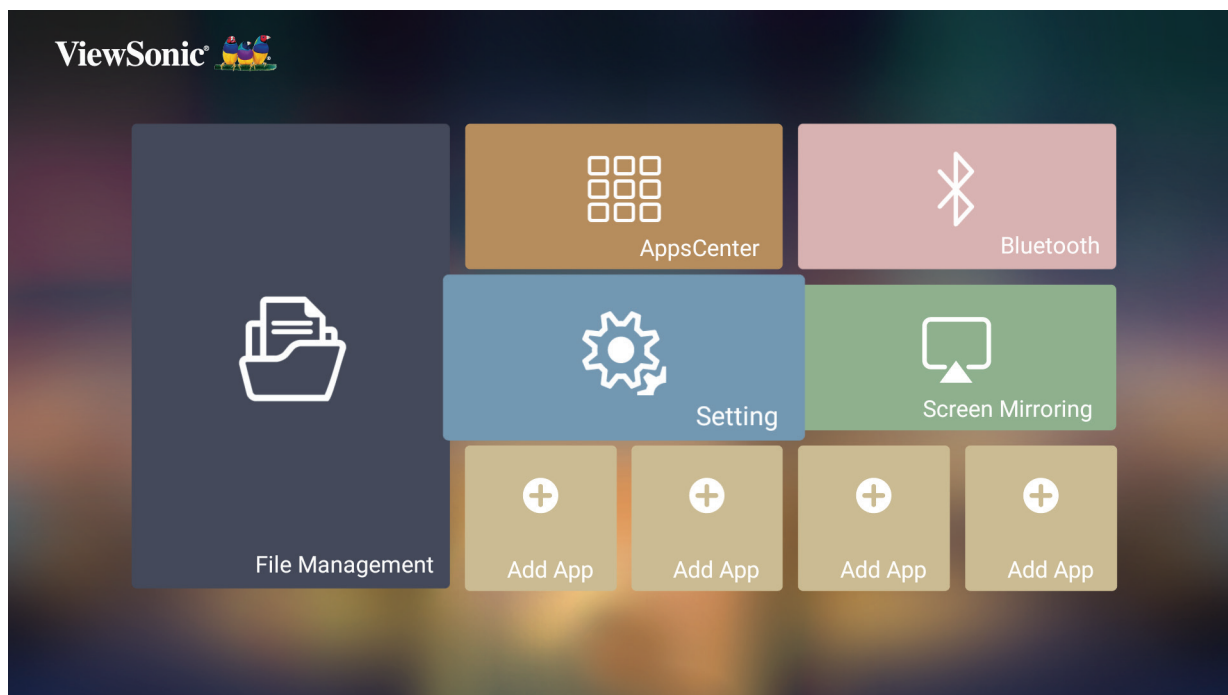 ViewSonic®
AppsCenter
Bluetooth
Setting
Screen Mirroring
File Management
Add App
Add App
Add App
Add App